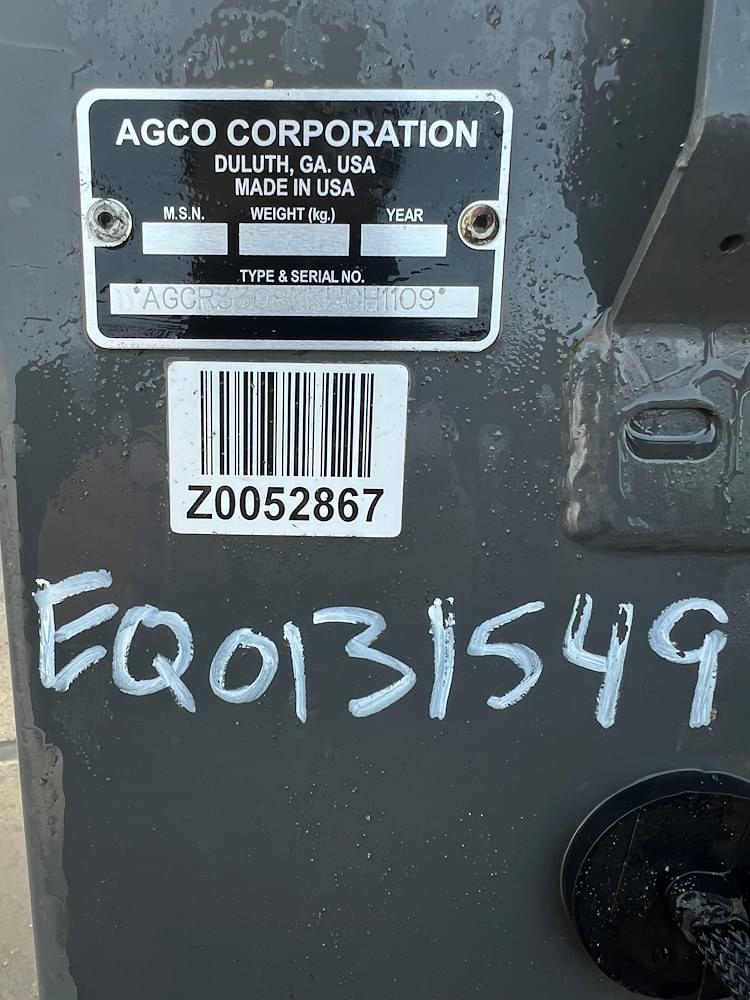 AGCO CORPORATION
DULUTH, GA. USA
MADE IN USA
M.S.N. WEIGHT (kg.) YEAR
TYPE & SERIAL NO.
Z0052867
EQ0131549